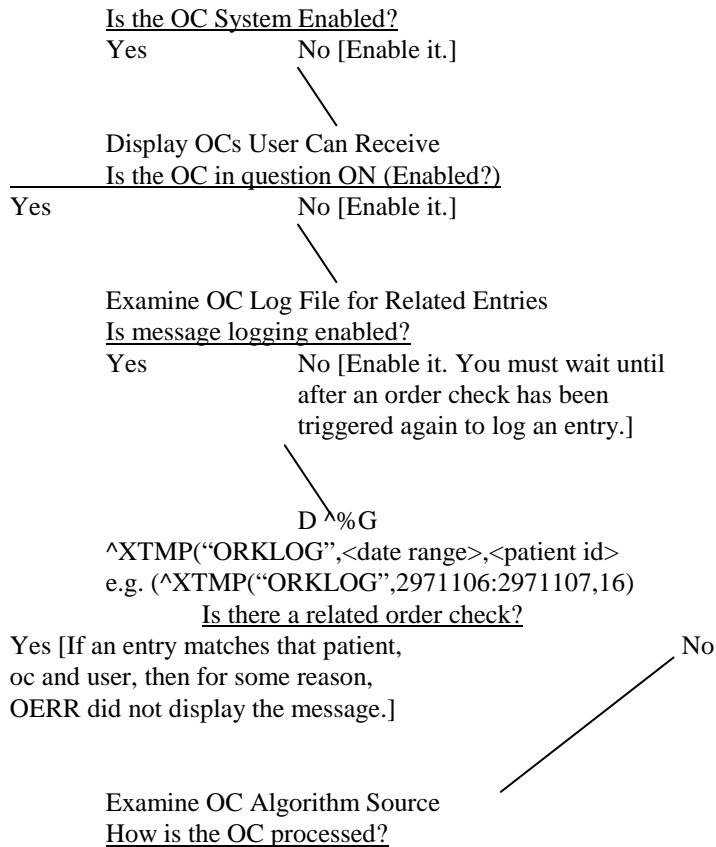 Is the OC System Enabled?
Yes No [Enable it.]
Display OCs User Can Receive
Is the OC in question ON (Enabled?)
Yes No [Enable it.]
Examine OC Log File for Related Entries
Is message logging enabled?
Yes No [Enable it. You must wait until
after an order check has been
triggered again to log an entry.]
D ^%G
^XTMP(“ORKLOG”,<date range>,<patient id>
e.g. (^XTMP(“ORKLOG”,2971106:2971107,16)
Is there a related order check?
Yes [If an entry matches that patient, No
oc and user, then for some reason,
OERR did not display the message.]
Examine OC Algorithm Source
How is the OC processed?